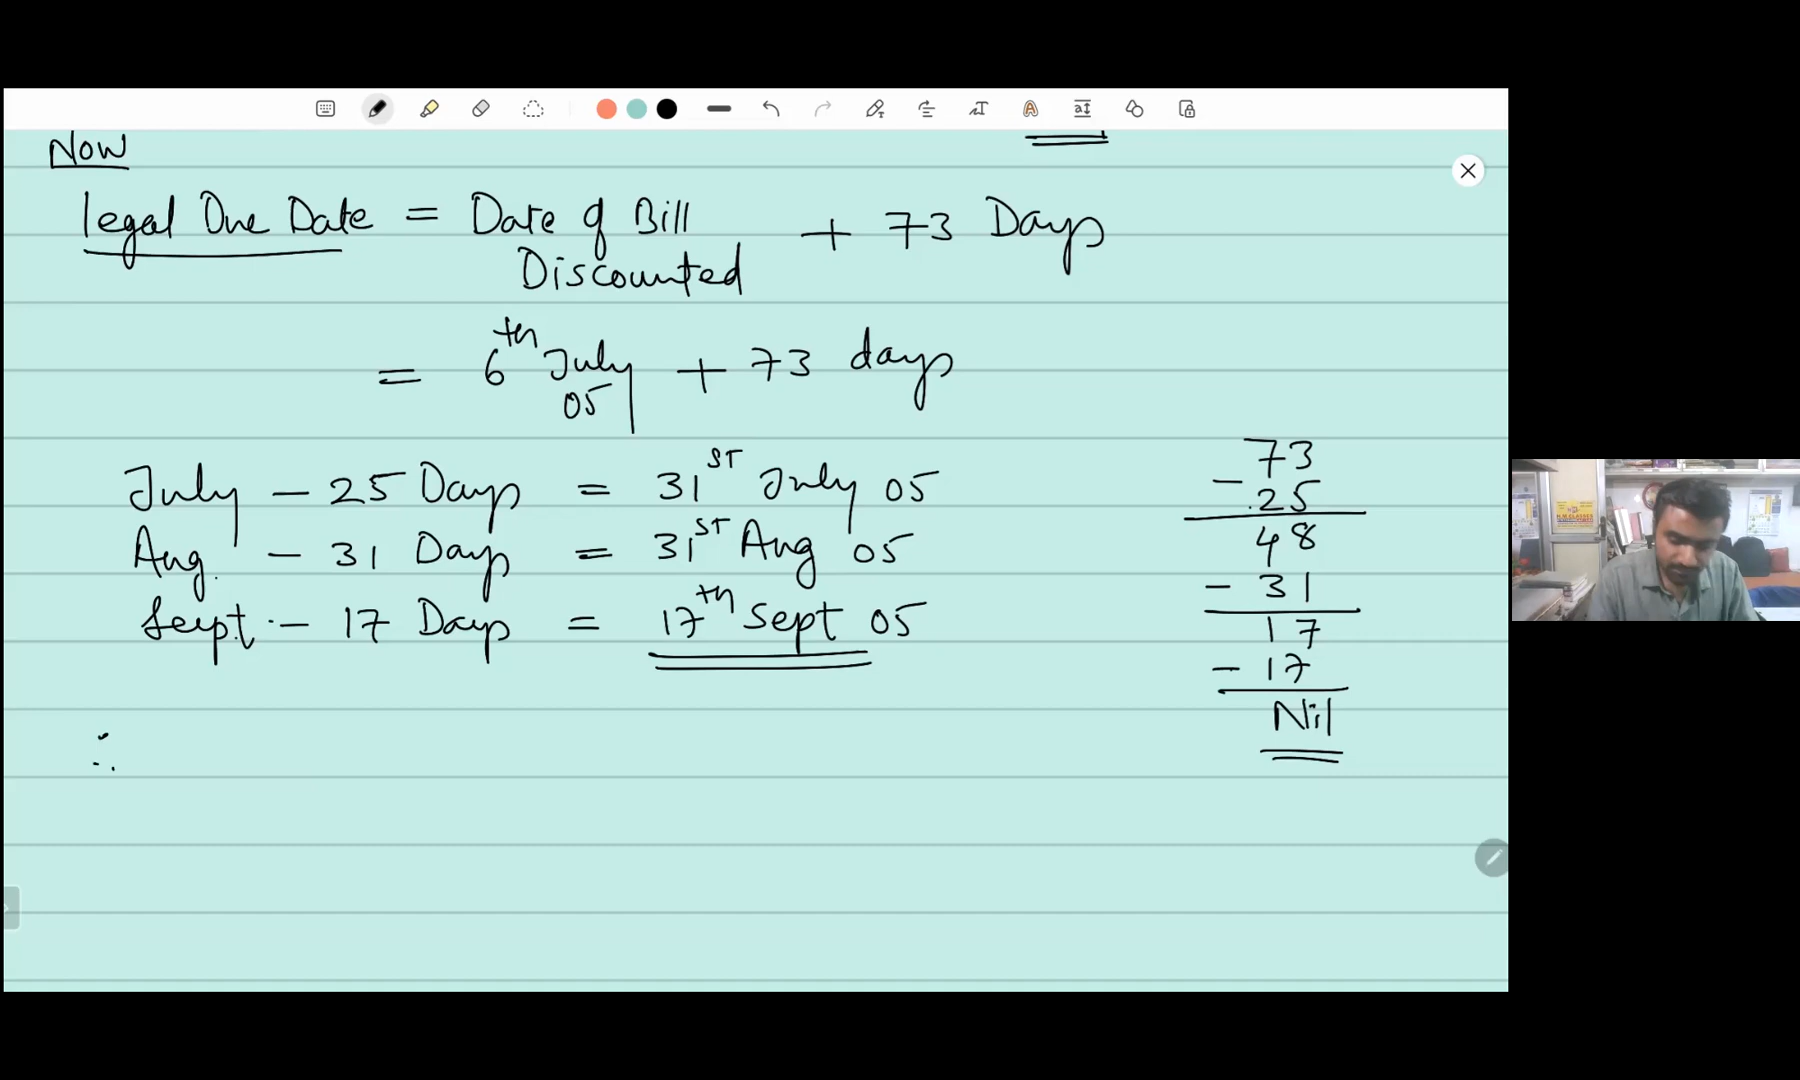 Now
legal Due Date = Date of Bill Discounted + 73 Days
= 6th July 05 + 73 days
July - 25 Days = 31ST July 05
Aug. - 31 Days = 31ST Aug 05
Sept. - 17 Days = 17th Sept 05
∴
73
- 25
48
- 31
17
- 17
Nil